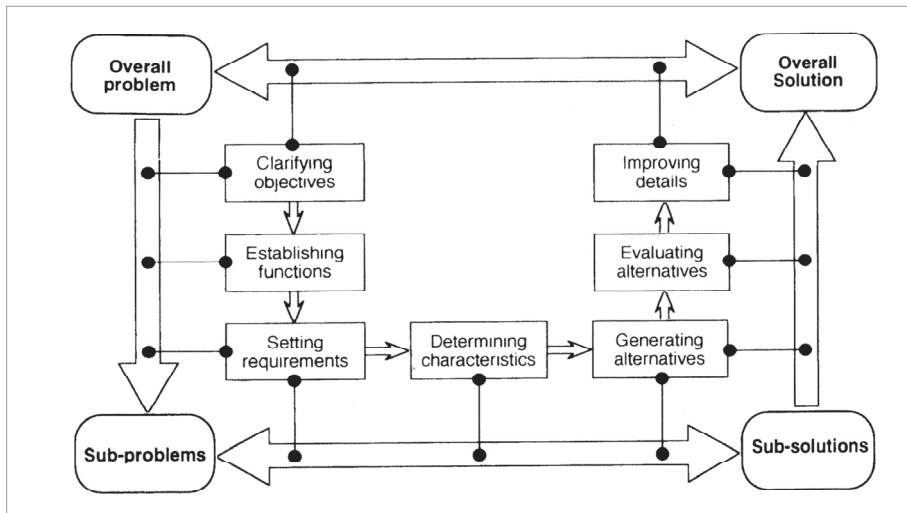 Overall
problem
Overall
Solution
Clarifying
objectives
Improving
details
Establishing
functions
Evaluating
alternatives
Setting
requirements
Determining
characteristics
Generating
alternatives
Sub-problems
Sub-solutions